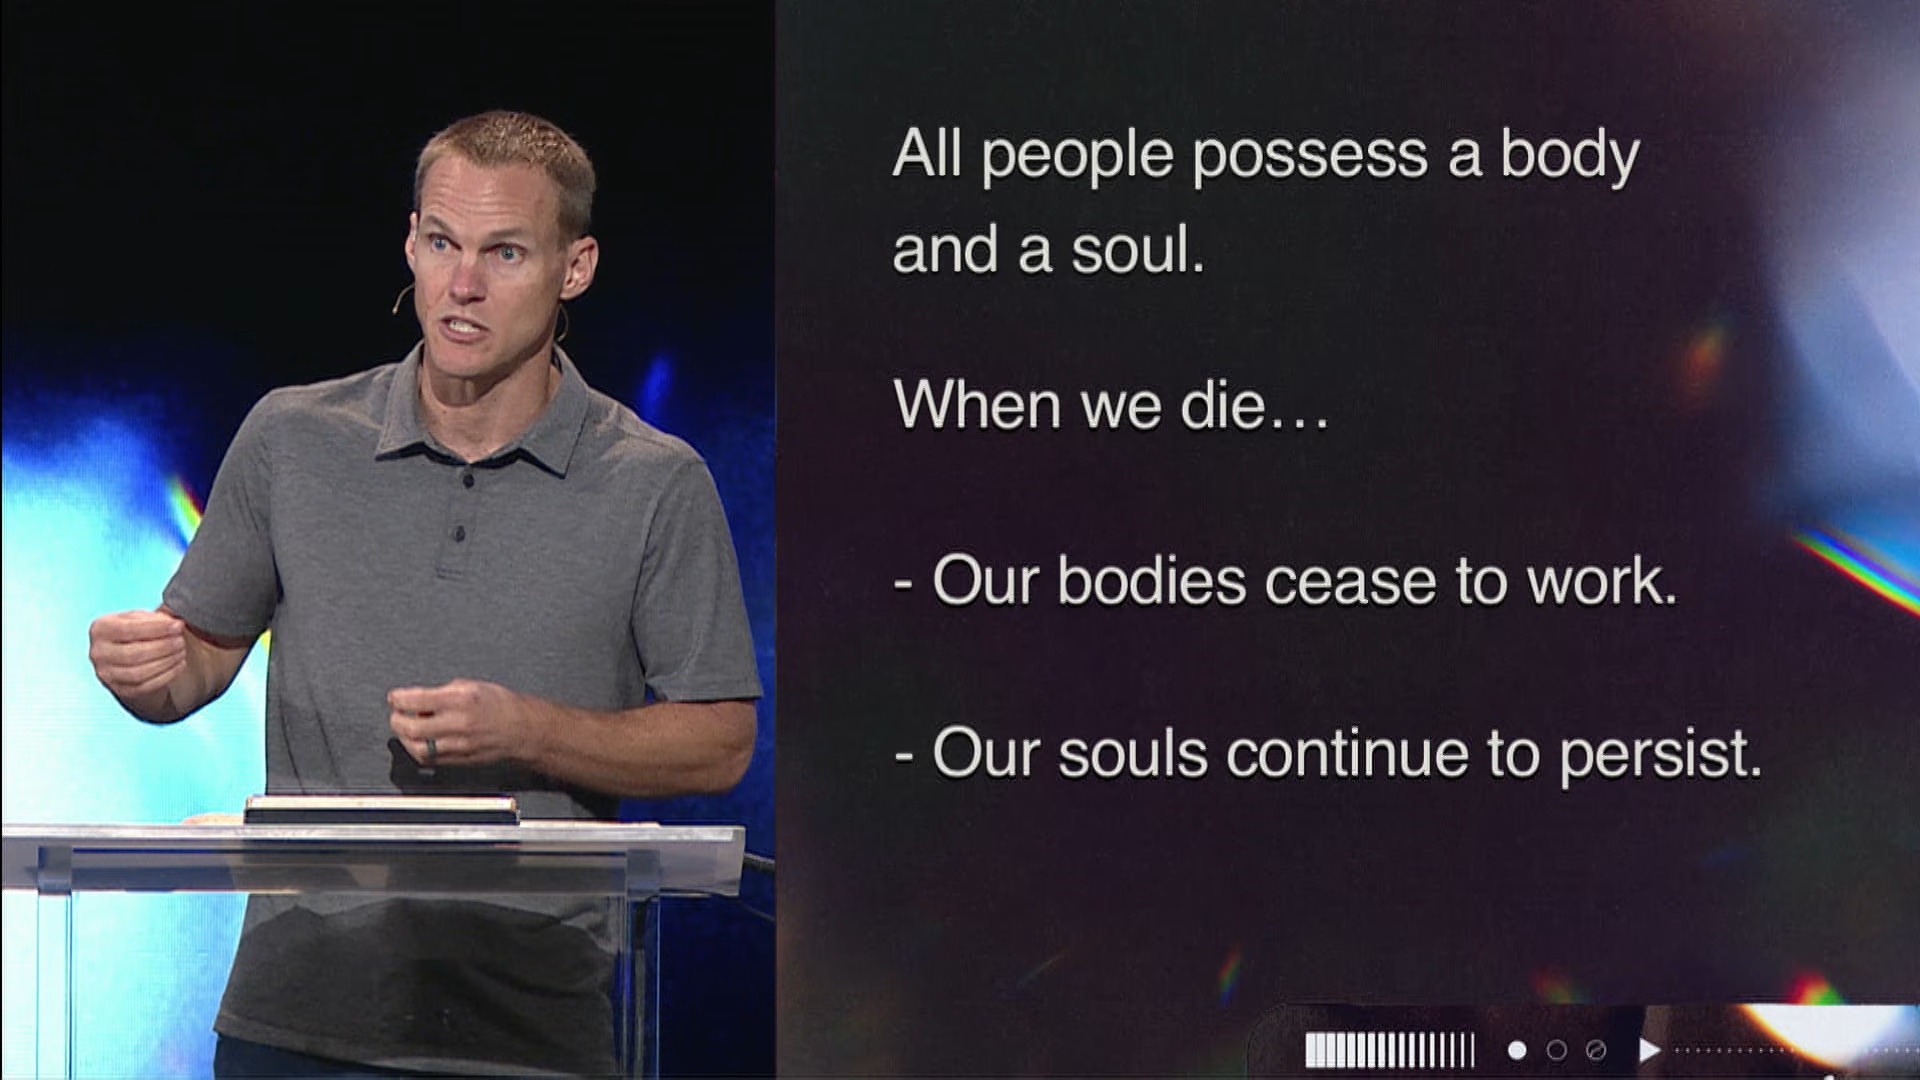 All people possess a body
and a soul.
When we die…
- Our bodies cease to work.
- Our souls continue to persist.